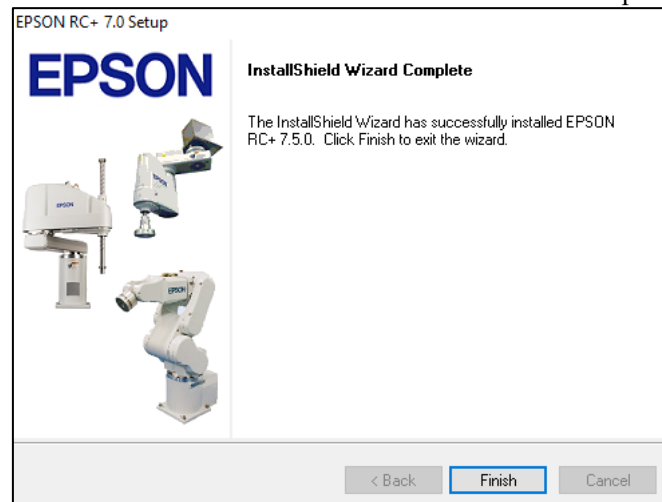 EPSON RC+ 7.0 Setup
EPSON
InstallShield Wizard Complete
The InstallShield Wizard has successfully installed EPSON
RC+ 7.5.0. Click Finish to exit the wizard.
EPSON
EPSON
< Back
Finish
Cancel